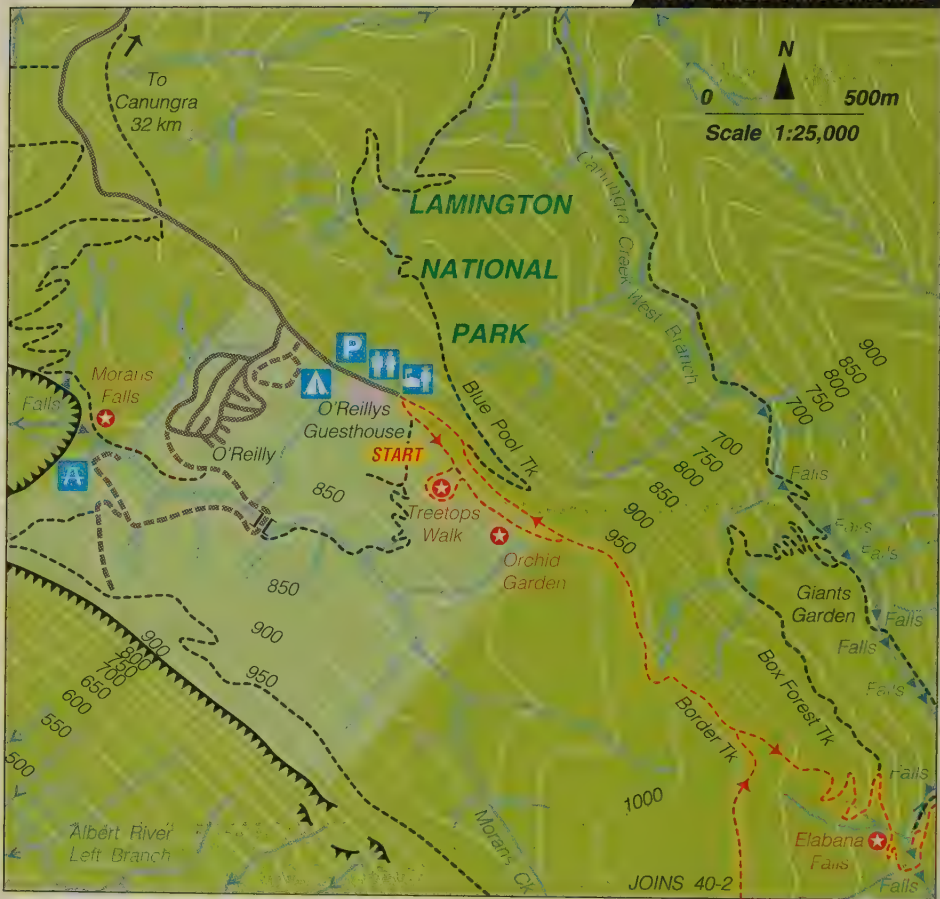 To
Canungra
32 km
N
0 500m
Scale 1:25,000
LAMINGTON
NATIONAL
PARK
Canungra Creek West Branch
Morans
Falls
Falls
P
O'Reillys
Guesthouse
START
O'Reilly
Blue Pool Tk
Treetops
Walk
Orchid
Garden
850
850
900
950
900
850
800
750
700
700
750
800
850
900
950
Falls
Falls
Falls
Giants
Garden
Falls
Falls
Falls
Box Forest Tk
Border Tk
900
800
750
700
650
600
550
500
1000
Albert River
Left Branch
Morans Ck
Elabana
Falls
Falls
Falls
JOINS 40-2